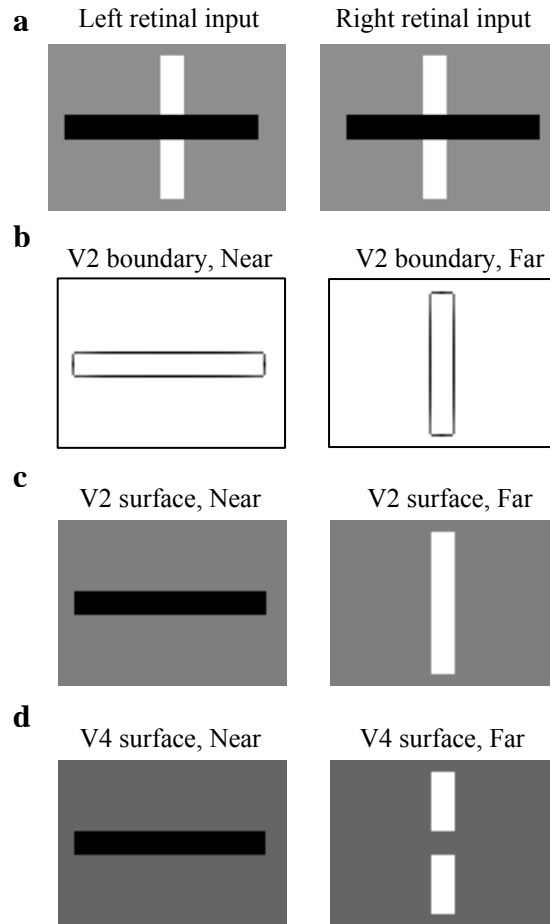 a
Left retinal input Right retinal input
b
V2 boundary, Near V2 boundary, Far
c
V2 surface, Near V2 surface, Far
d
V4 surface, Near V4 surface, Far